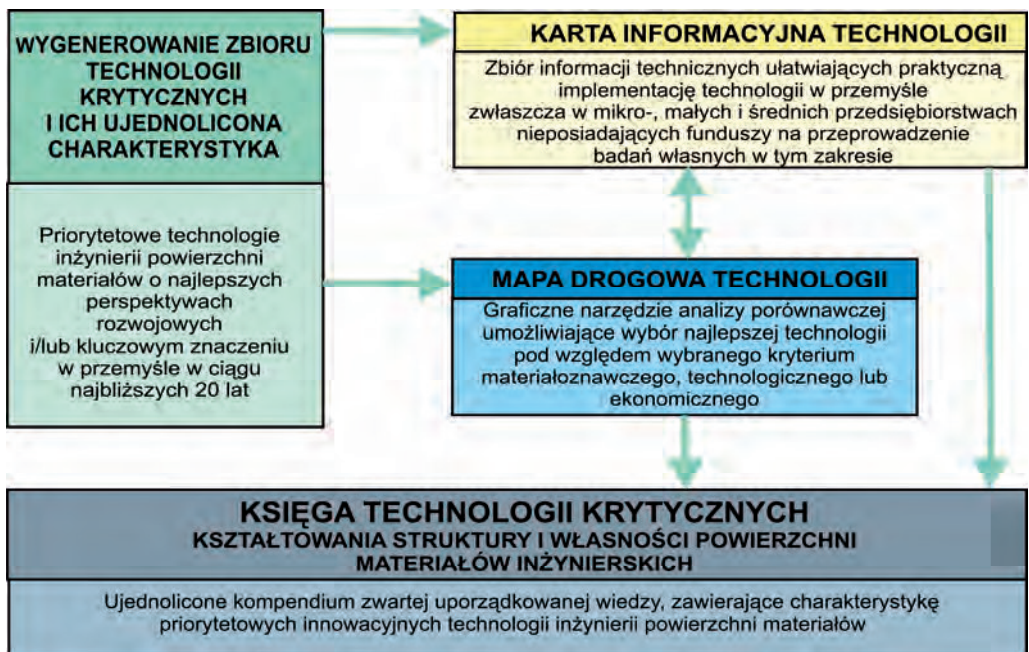 WYGENEROWANIE ZBIORU
TECHNOLOGII
KRYTYCZNYCH
I ICH UJEDNOLICONA
CHARAKTERYSTYKA
Priorytetowe technologie
inżynierii powierzchni
materiałów o najlepszych
perspektywach
rozwojowych
i/lub kluczowym znaczeniu
w przemyśle w ciągu
najbliższych 20 lat
KARTA INFORMACYJNA TECHNOLOGII
Zbiór informacji technicznych ułatwiających praktyczną
implementację technologii w przemyśle
zwłaszcza w mikro-, małych i średnich przedsiębiorstwach
nieposiadających funduszy na przeprowadzenie
badań własnych w tym zakresie
MAPA DROGOWA TECHNOLOGII
Graficzne narzędzie analizy porównawczej
umożliwiające wybór najlepszej technologii
pod względem wybranego kryterium
materiałoznawczego, technologicznego lub
ekonomicznego
KSIĘGA TECHNOLOGII KRYTYCZNYCH
KSZTAŁTOWANIA STRUKTURY I WŁASNOŚCI POWIERZCHNI
MATERIAŁÓW INŻYNIERSKICH
Ujednolicone kompendium zwartej uporządkowanej wiedzy, zawierające charakterystykę
priorytetowych innowacyjnych technologii inżynierii powierzchni materiałów